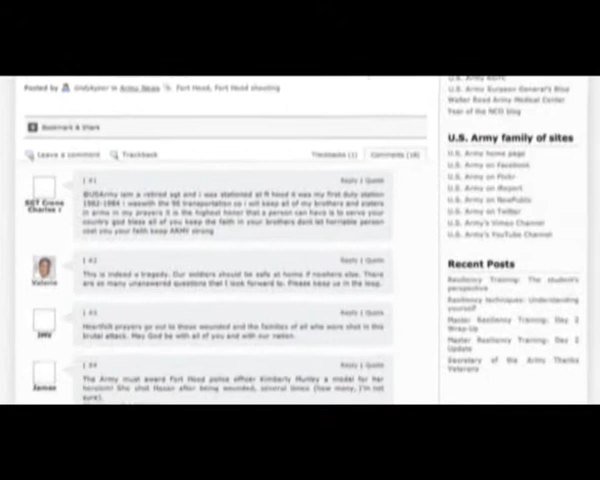 U.S. Army Surgeon General's Blog
Walter Reed Army Medical Center
Year of the NCO blog
Posted by in Army News Fort Hood, Fort Hood shooting
Bookmark & Share
U.S. Army family of sites
Leave a comment Trackback Trackbacks (1) Comments
U.S. Army home page
U.S. Army on Facebook
U.S. Army on Flickr
U.S. Army on iReport
U.S. Army on
U.S. Army on Twitter
U.S. Army's Vimeo Channel
U.S. Army's YouTube Channel
Reply | Quote
@USArmy iam a retired sgt and i was stationed at ft hood it was my first duty station
1982-1984 i waswith the transportation so i will keep all of my brothers and sisters
in arms in my prayers it is the highest honor that a person can have is to serve your
country god bless all of you keep the faith in your brothers dont let horrable person
cost you your faith keep ARMY strong
SGT
Charles
Recent Posts
# 2 Reply | Quote
This is indeed a tragedy. Our soldiers should be safe at home if nowhere else. There
are so many unanswered questions that I look forward to. Please keep us in the loop.
Valerie
Resiliency Training: The student's
perspective
Resiliency techniques: Understanding
yourself
Master Resiliency Training: Day 3
Wrap-Up
Master Resiliency Training: Day 2
Update
Secretary of the Army Thanks
Veterans
# 3 Reply | Quote
Heartfelt prayers go out to those wounded and the families of all who were shot in this
brutal attack. May God be with all of you and with our nation.
# 4 Reply | Quote
The Army must award Fort Hood police officer Kimberly Munley a medal for her
heroism! She shot Hasan after being wounded, several times (how many, I'm not
sure).
James